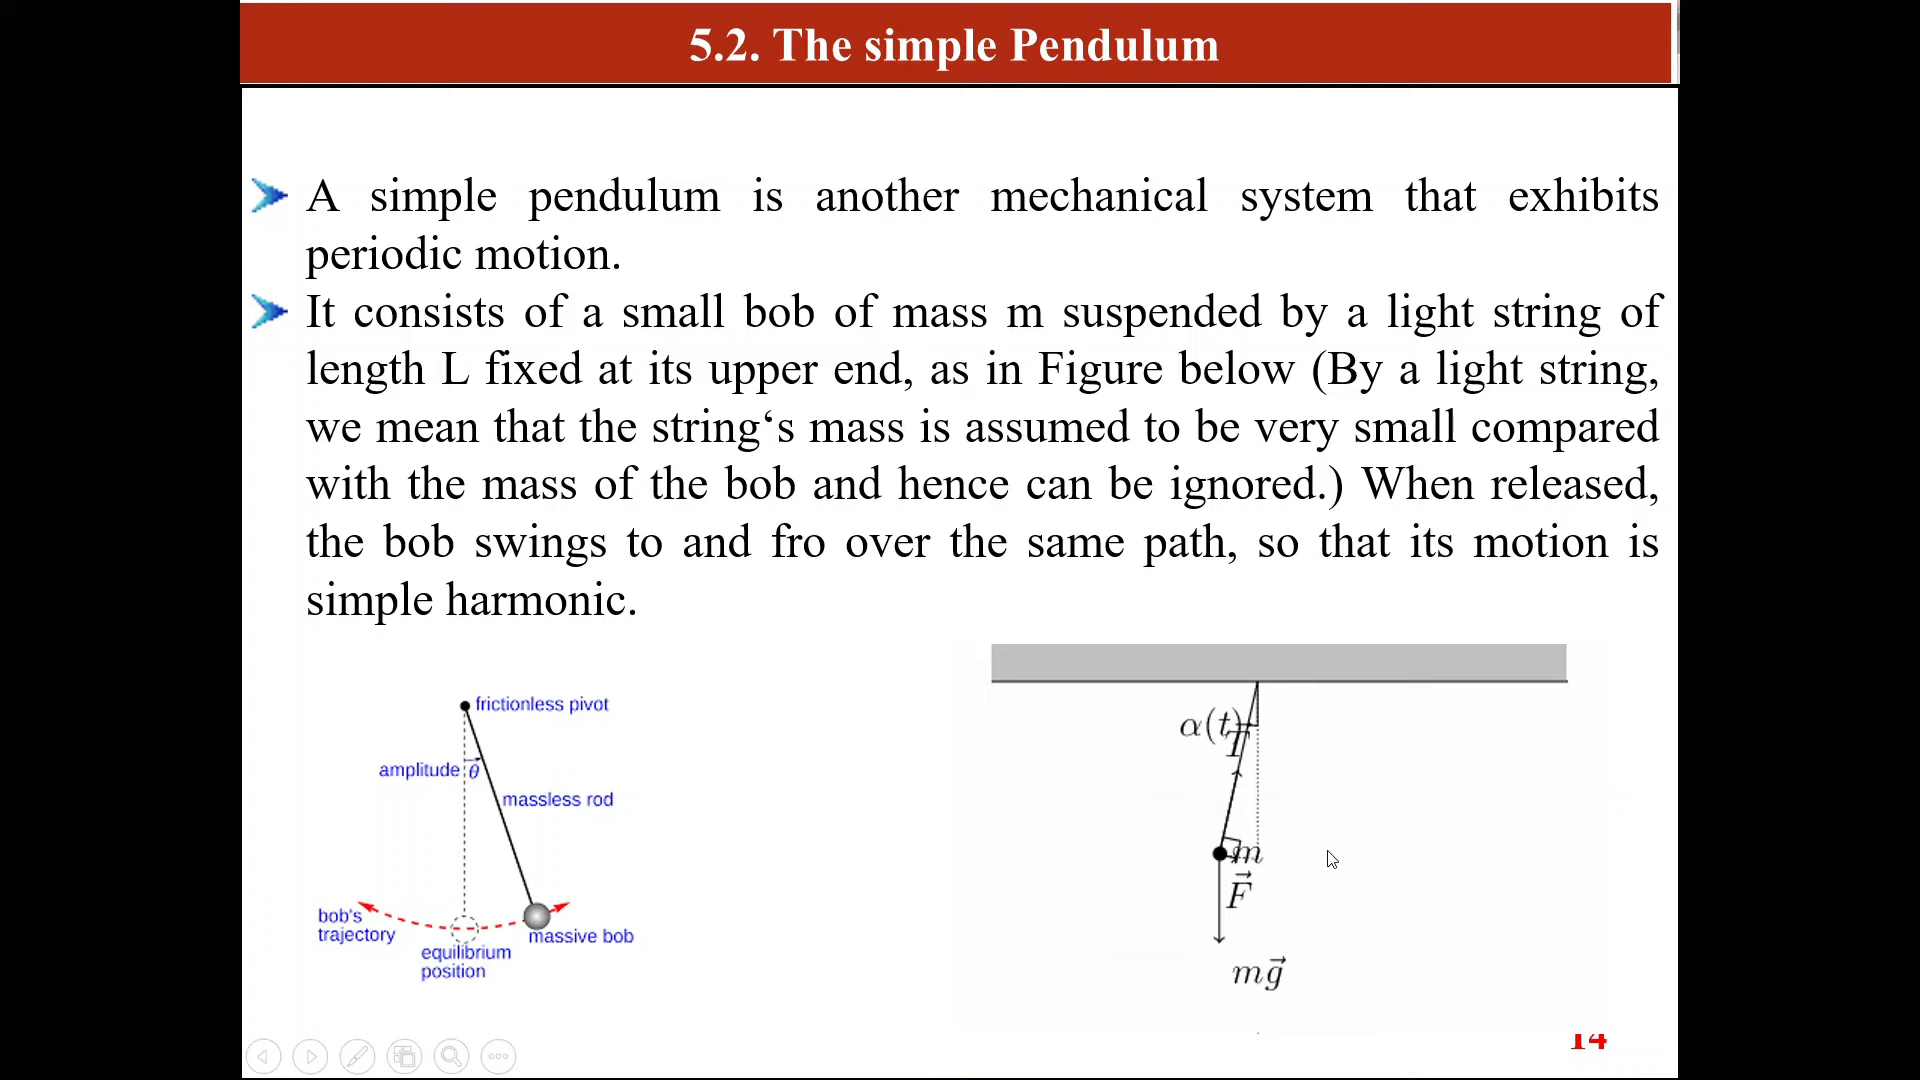 5.2. The simple Pendulum
A simple pendulum is another mechanical system that exhibits
periodic motion.
It consists of a small bob of mass m suspended by a light string of
length L fixed at its upper end, as in Figure below (By a light string,
we mean that the string‘s mass is assumed to be very small compared
with the mass of the bob and hence can be ignored.) When released,
the bob swings to and fro over the same path, so that its motion is
simple harmonic.
frictionless pivot
amplitude θ
massless rod
bob's
trajectory
equilibrium
position
massive bob
α(t)
T
m
F⃗
mg⃗
14